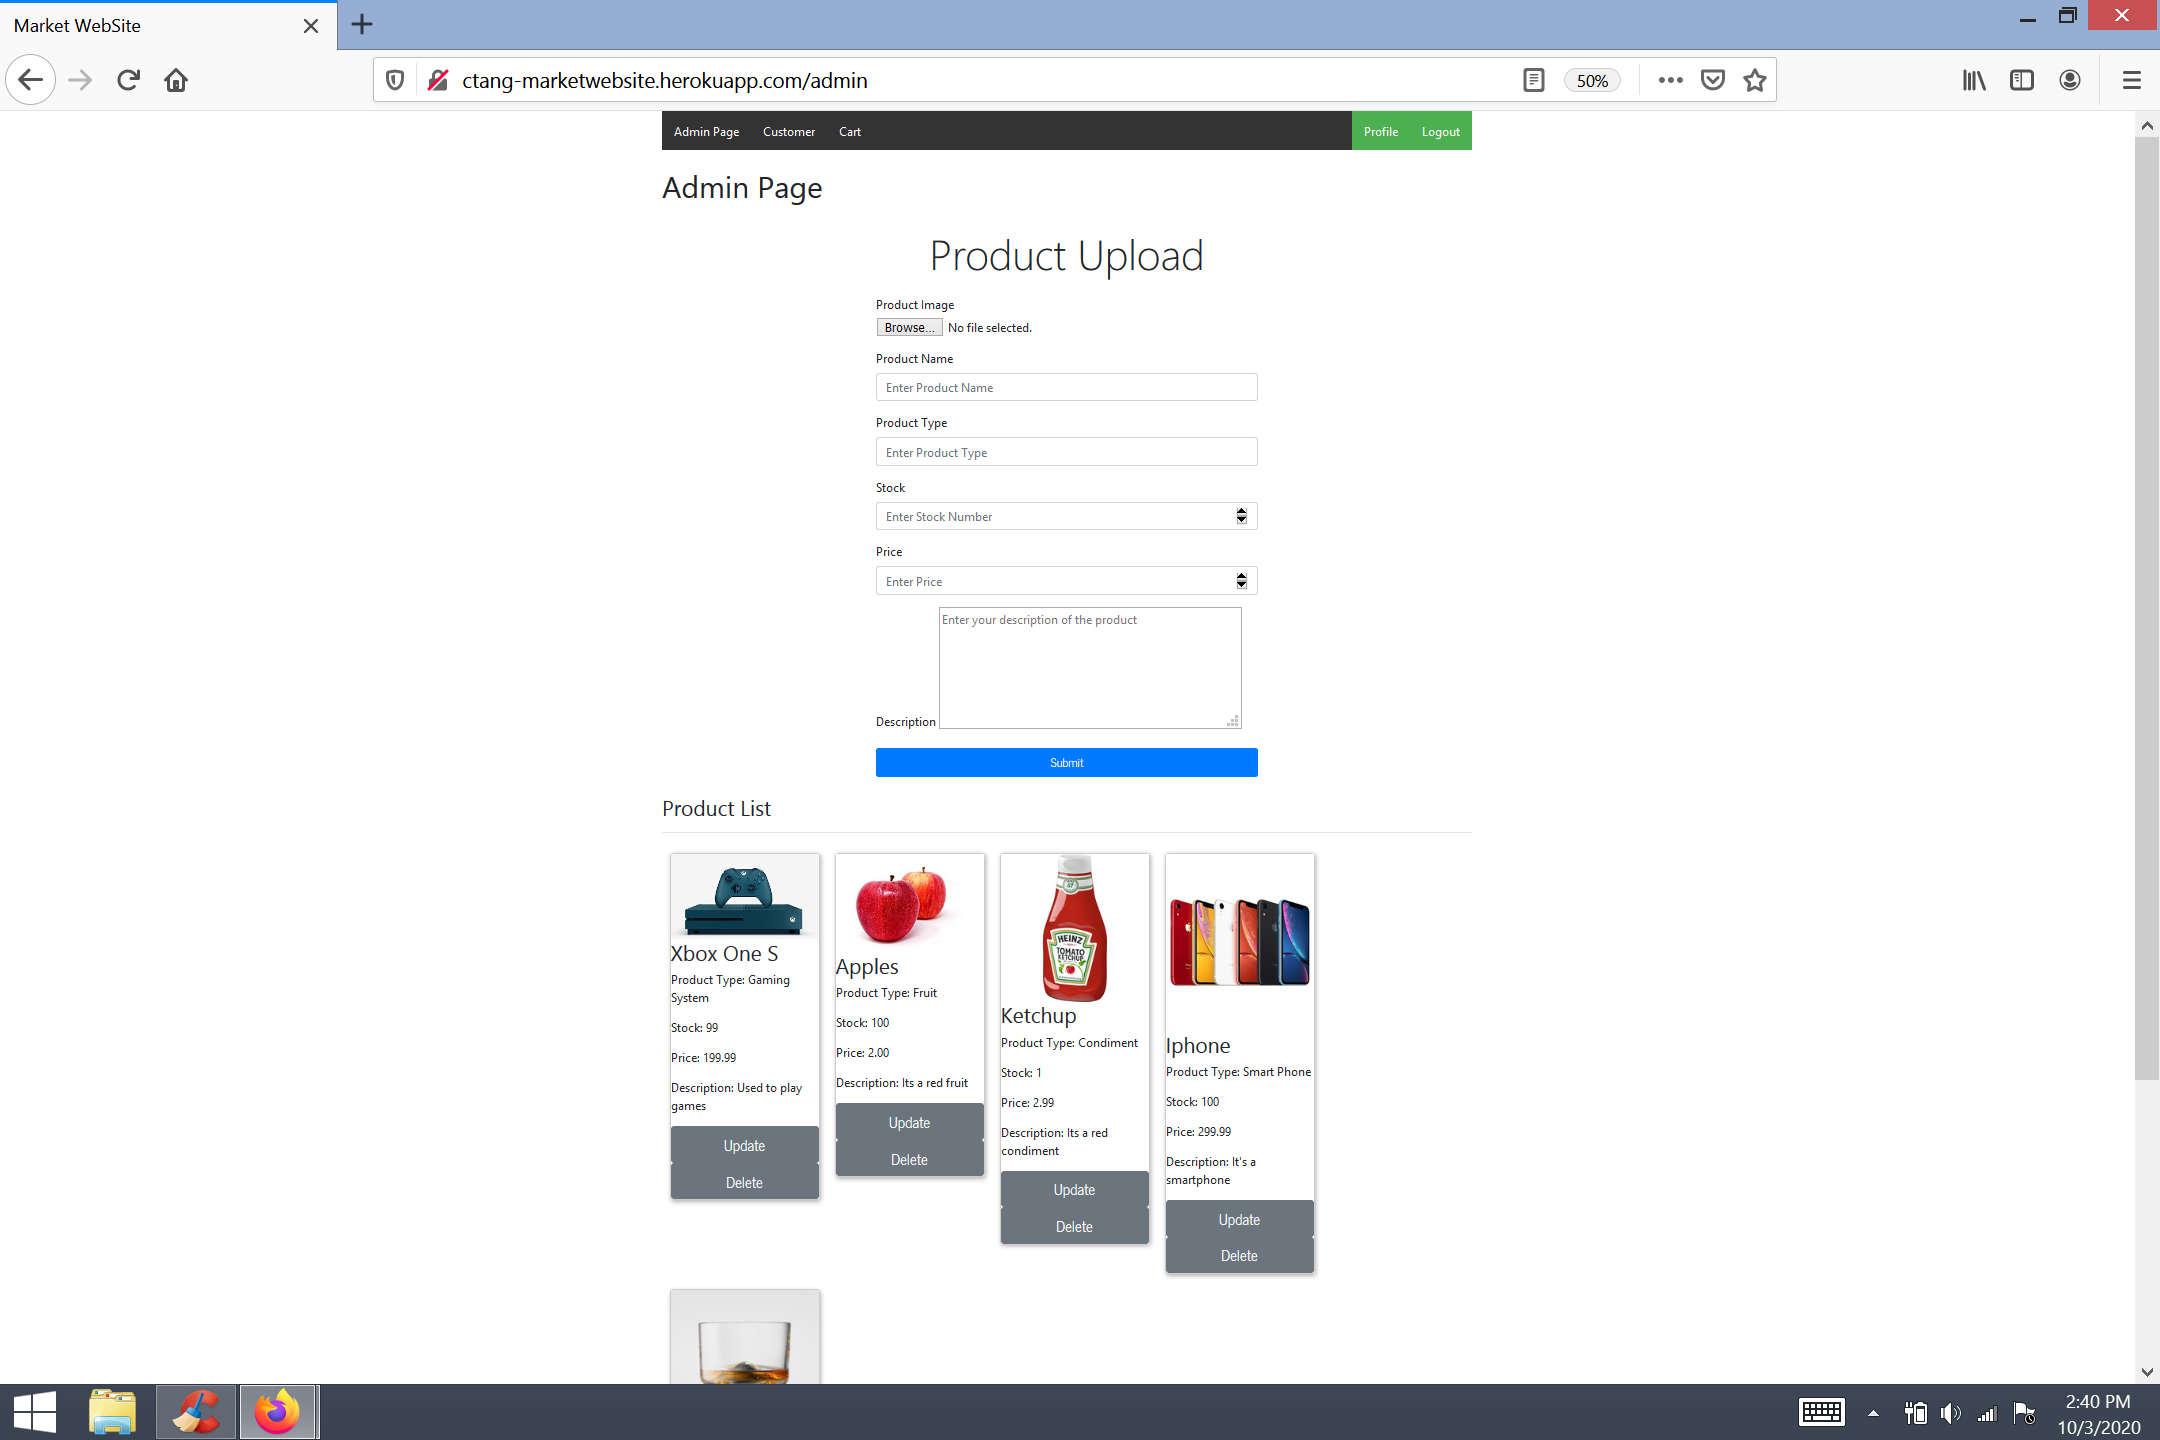 Market WebSite
ctang-marketwebsite.herokuapp.com/admin
50%
Admin Page Customer Cart Profile Logout
Admin Page
Product Upload
Product Image
Browse... No file selected.
Product Name
Enter Product Name
Product Type
Enter Product Type
Stock
Enter Stock Number
Price
Enter Price
Enter your description of the product
Description
Submit
Product List
Xbox One S
Product Type: Gaming
System
Stock: 99
Price: 199.99
Description: Used to play
games
Update
Delete
Apples
Product Type: Fruit
Stock: 100
Price: 2.00
Description: Its a red fruit
Update
Delete
57
HEINZ
TOMATO
KETCHUP
Ketchup
Product Type: Condiment
Stock: 1
Price: 2.99
Description: Its a red
condiment
Update
Delete
Iphone
Product Type: Smart Phone
Stock: 100
Price: 299.99
Description: It's a
smartphone
Update
Delete
2:40 PM
10/3/2020